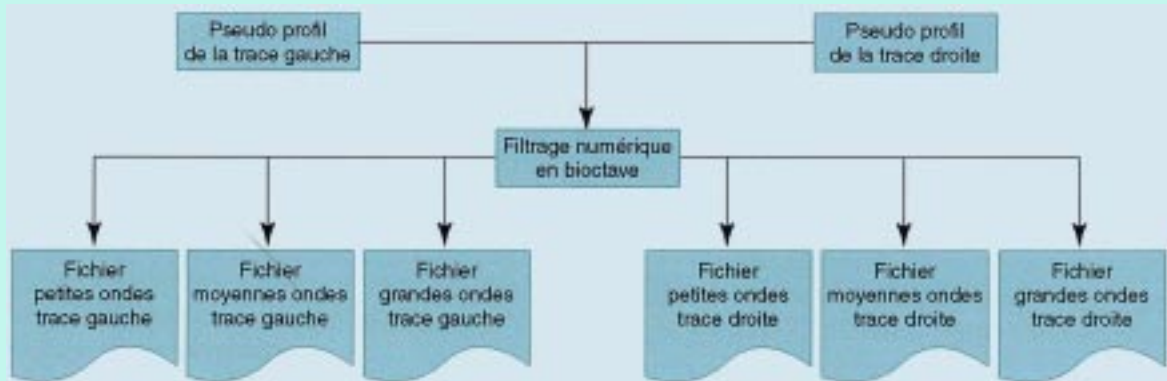 Pseudo profil
de la trace gauche
Pseudo profil
de la trace droite
Filtrage numérique
en bioctave
Fichier
petites ondes
trace gauche
Fichier
moyennes ondes
trace gauche
Fichier
grandes ondes
trace gauche
Fichier
petites ondes
trace droite
Fichier
moyennes ondes
trace droite
Fichier
grandes ondes
trace droite